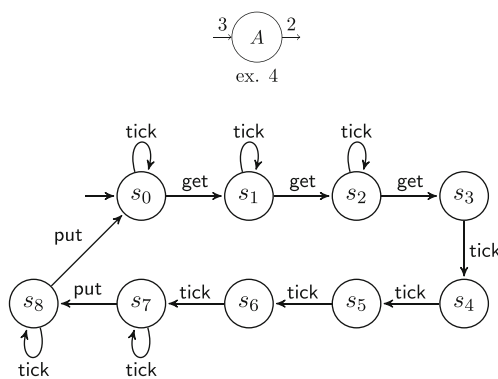 3 A 2
ex. 4
tick tick tick
s0 get s1 get s2 get s3
put tick
s8 put s7 tick s6 tick s5 tick s4
tick tick